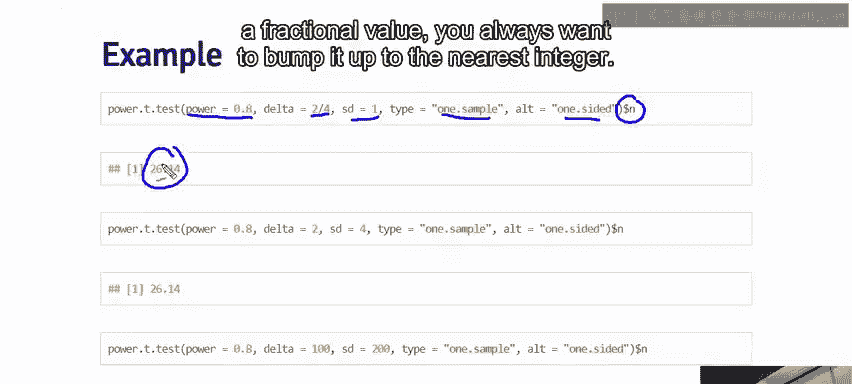 a fractional value, you always want
Example to bump it up to the nearest integer.
power.t.test(power = 0.8, delta = 2/4, sd = 1, type = "one.sample", alt = "one.sided")$n
## [1] 26.14
power.t.test(power = 0.8, delta = 2, sd = 4, type = "one.sample", alt = "one.sided")$n
## [1] 26.14
power.t.test(power = 0.8, delta = 100, sd = 200, type = "one.sample", alt = "one.sided")$n